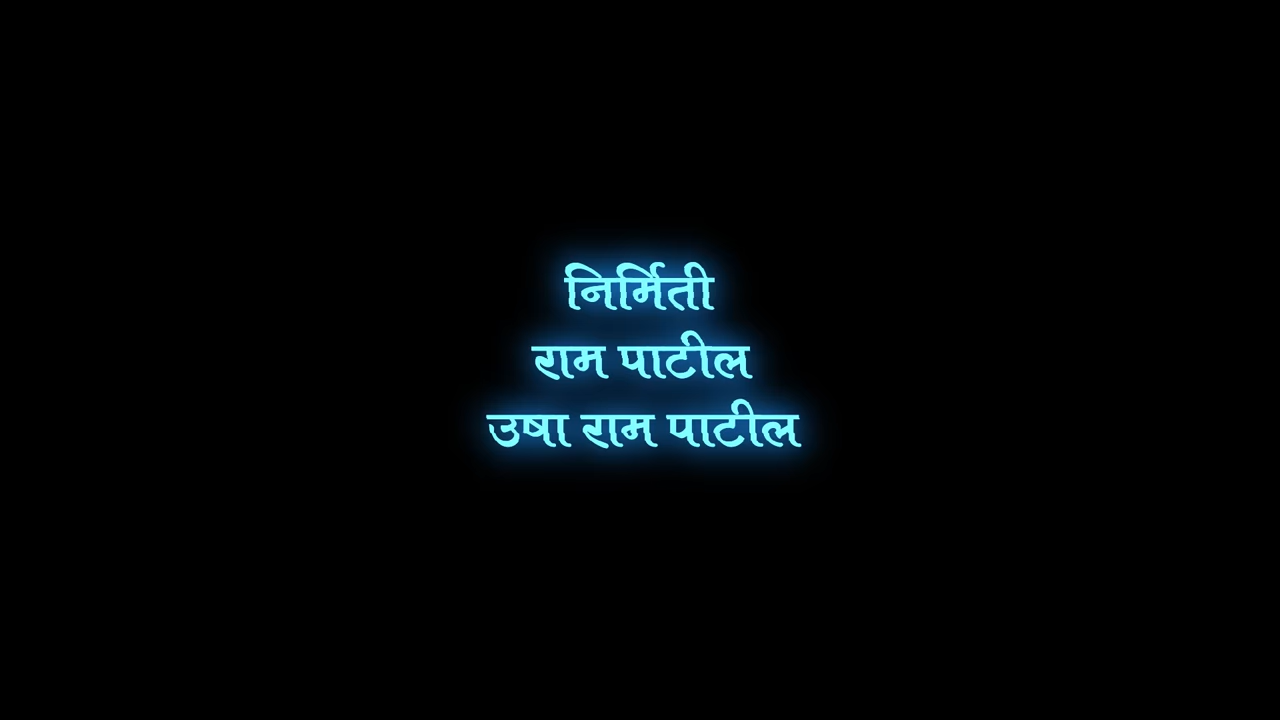 निर्मिती
राम पाटील
उषा राम पाटील